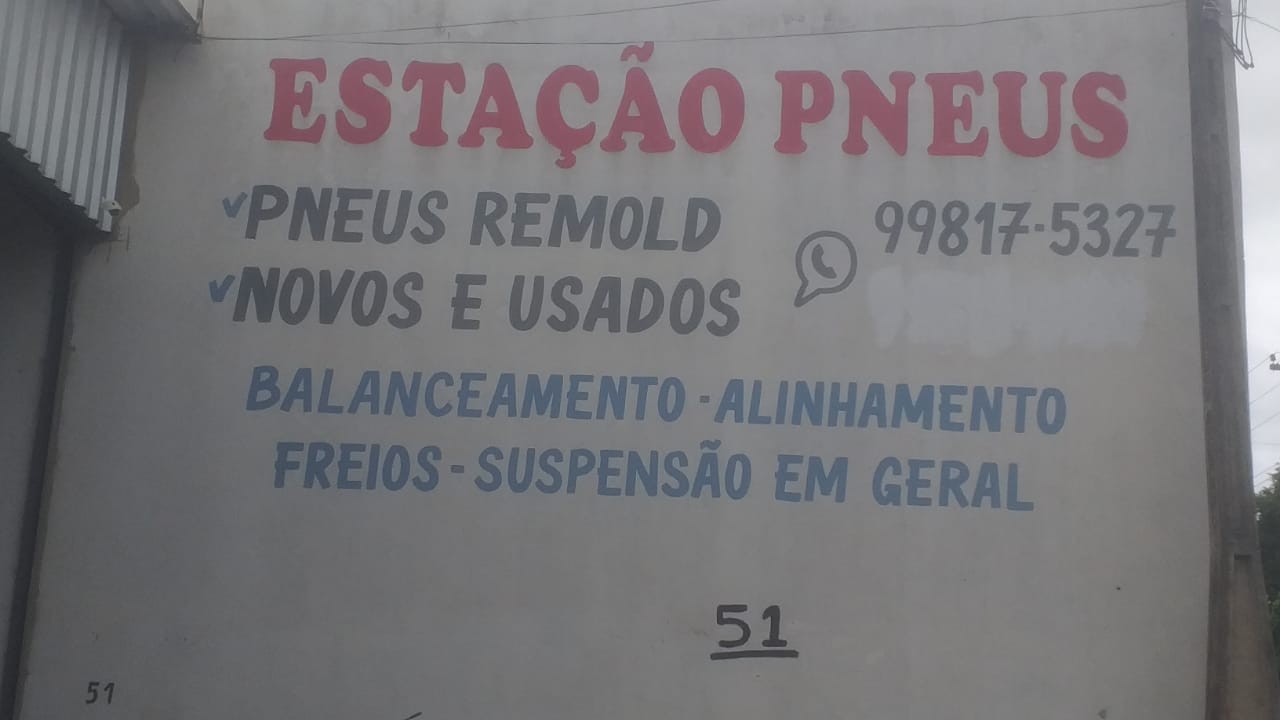 ESTAÇÃO PNEUS
PNEUS REMOLD
99817-5327
NOVOS E USADOS
BALANCEAMENTO - ALINHAMENTO
FREIOS - SUSPENSÃO EM GERAL
51
51